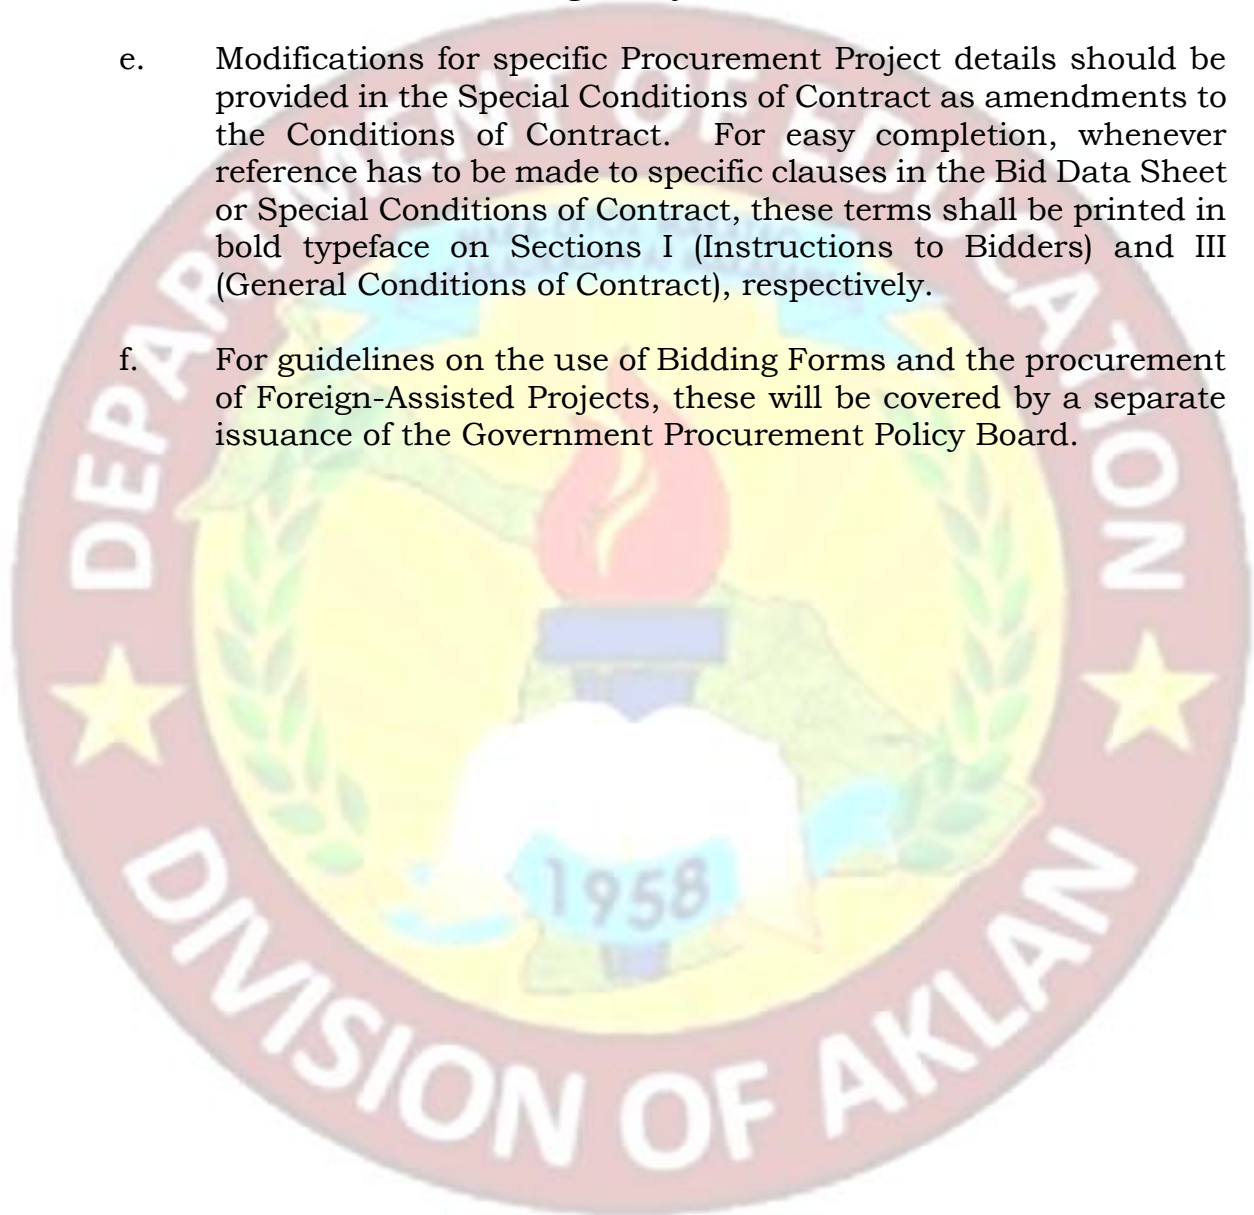 e. Modifications for specific Procurement Project details should be
provided in the Special Conditions of Contract as amendments to
the Conditions of Contract. For easy completion, whenever
reference has to be made to specific clauses in the Bid Data Sheet
or Special Conditions of Contract, these terms shall be printed in
bold typeface on Sections I (Instructions to Bidders) and III
(General Conditions of Contract), respectively.
f. For guidelines on the use of Bidding Forms and the procurement
of Foreign-Assisted Projects, these will be covered by a separate
issuance of the Government Procurement Policy Board.
DEPARTMENT OF EDUCATION
1958
DIVISION OF AKLAN